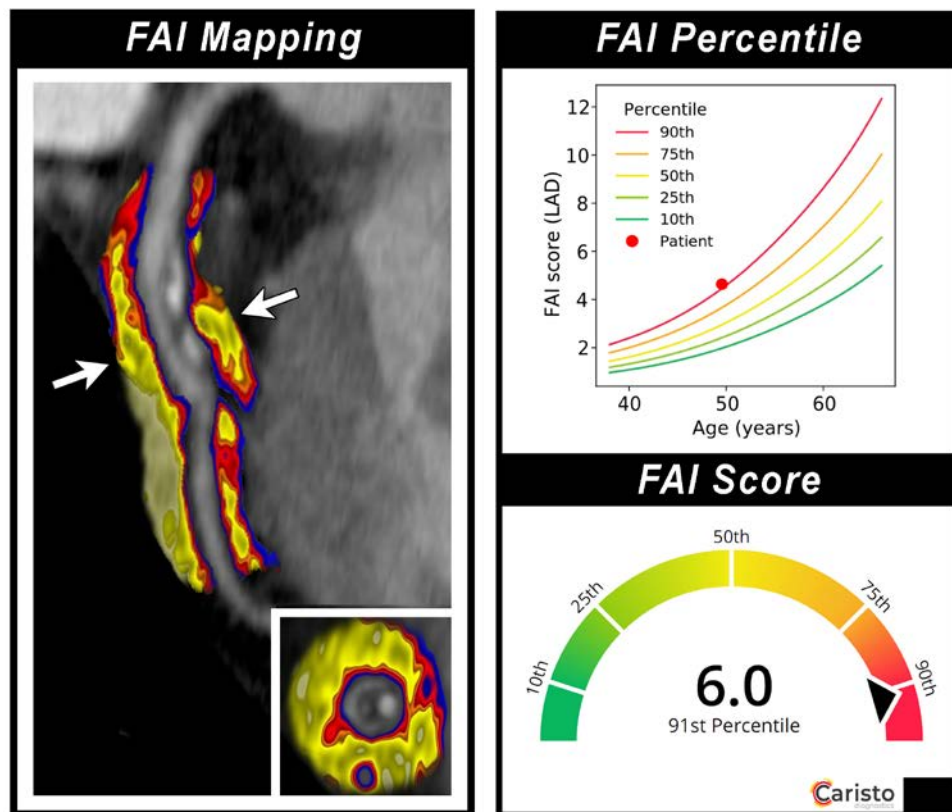 FAI Mapping
FAI Percentile
12
10
8
6
4
2
FAI score (LAD)
Percentile
90th
75th
50th
25th
10th
Patient
40
50
60
Age (years)
FAI Score
10th
25th
50th
75th
90th
6.0
91st Percentile
Caristo
diagnostics